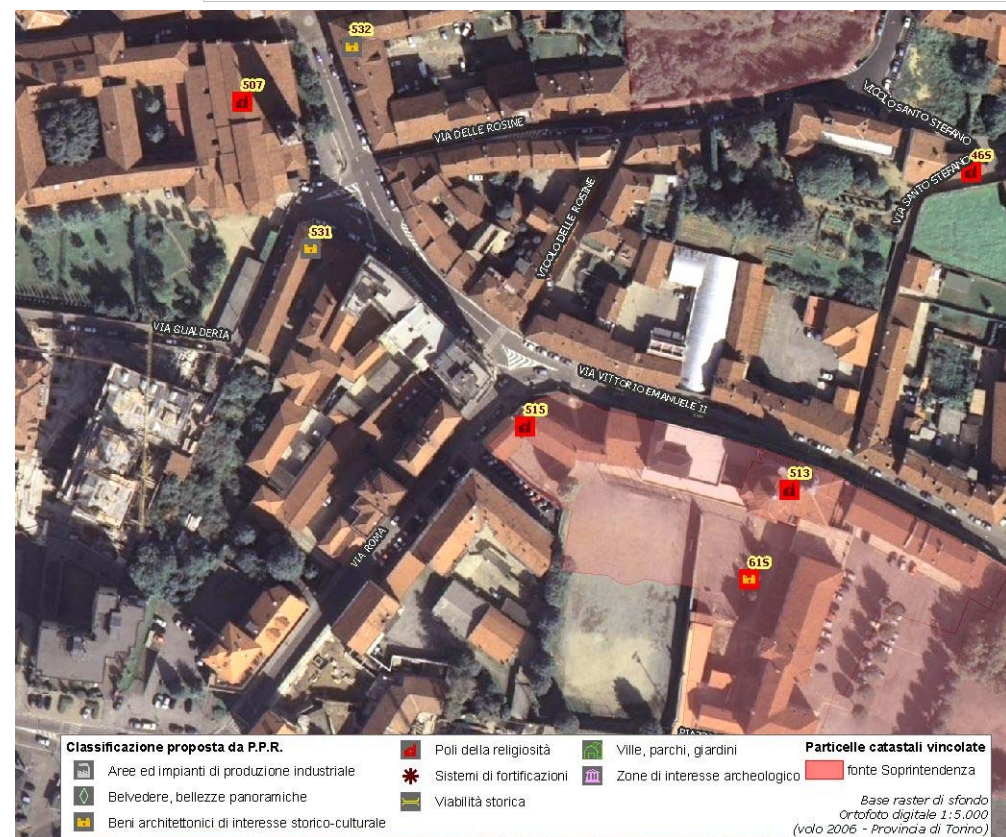 532
507
VIA DELLE ROSINE
VICOLO SANTO STEFANO
465
VIA SANTO STEFANO
VICOLO DELLE ROSINE
531
VIA GUALDERIA
VIA VITTORIO EMANUELE II
515
513
VIA ROMA
615
Classificazione proposta da P.P.R.
Aree ed impianti di produzione industriale
Belvedere, bellezze panoramiche
Beni architettonici di interesse storico-culturale
Poli della religiosità
Sistemi di fortificazioni
Viabilità storica
Ville, parchi, giardini
Zone di interesse archeologico
Particelle catastali vincolate
fonte Soprintendenza
Base raster di sfondo
Ortofoto digitale 1:5.000
(volo 2006 - Provincia di Torino)